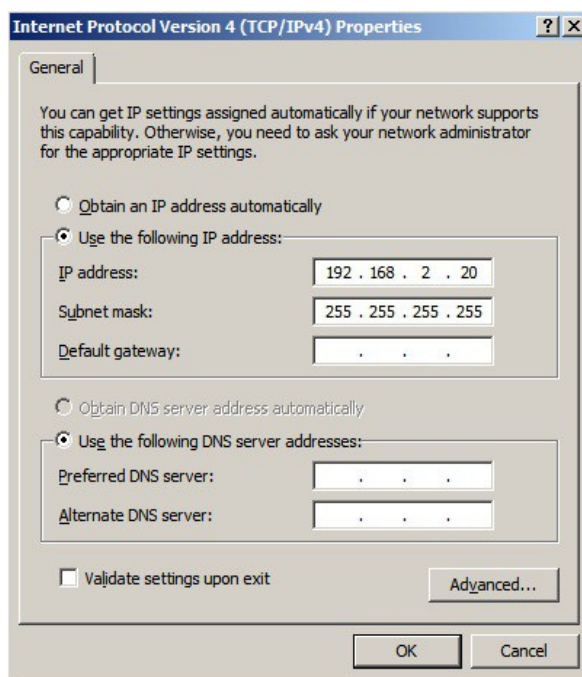 Internet Protocol Version 4 (TCP/IPv4) Properties
General
You can get IP settings assigned automatically if your network supports
this capability. Otherwise, you need to ask your network administrator
for the appropriate IP settings.
Obtain an IP address automatically
Use the following IP address:
IP address: 192 . 168 . 2 . 20
Subnet mask: 255 . 255 . 255 . 255
Default gateway: . . .
Obtain DNS server address automatically
Use the following DNS server addresses:
Preferred DNS server: . . .
Alternate DNS server: . . .
Validate settings upon exit
Advanced...
OK Cancel